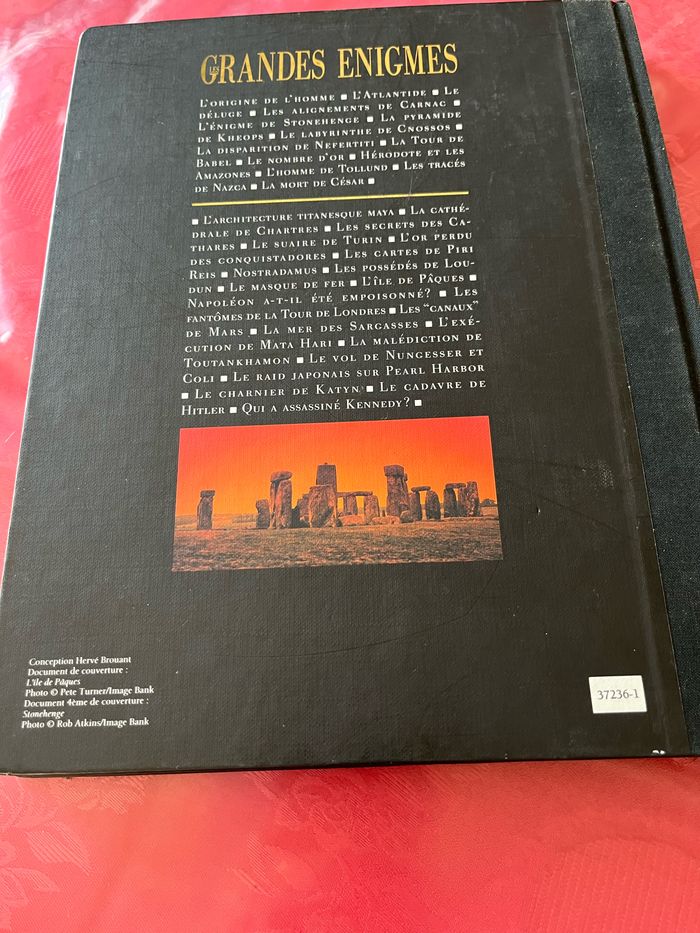 LES GRANDES ENIGMES
L'ORIGINE DE L'HOMME ■ L'ATLANTIDE ■ LE
DÉLUGE ■ LES ALIGNEMENTS DE CARNAC ■
L'ÉNIGME DE STONEHENGE ■ LA PYRAMIDE
DE KHEOPS ■ LE LABYRINTHE DE CNOSSOS ■
LA DISPARITION DE NEFERTITI ■ LA TOUR DE
BABEL ■ LE NOMBRE D'OR ■ HÉRODOTE ET LES
AMAZONES ■ L'HOMME DE TOLLUND ■ LES TRACÉS
DE NAZCA ■ LA MORT DE CÉSAR ■
■ L'ARCHITECTURE TITANESQUE MAYA ■ LA CATHÉ-
DRALE DE CHARTRES ■ LES SECRETS DES CA-
THARES ■ LE SUAIRE DE TURIN ■ L'OR PERDU
DES CONQUISTADORES ■ LES CARTES DE PIRI
REIS ■ NOSTRADAMUS ■ LES POSSÉDÉS DE LOU-
DUN ■ LE MASQUE DE FER ■ L'ÎLE DE PÂQUES ■
NAPOLÉON A-T-IL ÉTÉ EMPOISONNÉ? ■ LES
FANTÔMES DE LA TOUR DE LONDRES ■ LES "CANAUX"
DE MARS ■ LA MER DES SARGASSES ■ L'EXÉ-
CUTION DE MATA HARI ■ LA MALÉDICTION DE
TOUTANKHAMON ■ LE VOL DE NUNGESSER ET
COLI ■ LE RAID JAPONAIS SUR PEARL HARBOR
■ LE CHARNIER DE KATYN ■ LE CADAVRE DE
HITLER ■ QUI A ASSASSINÉ KENNEDY? ■
Conception Hervé Brouant
Document de couverture :
L'île de Pâques
Photo © Pete Turner/Image Bank
Document 4ème de couverture :
Stonehenge
Photo © Rob Atkins/Image Bank
37236-1